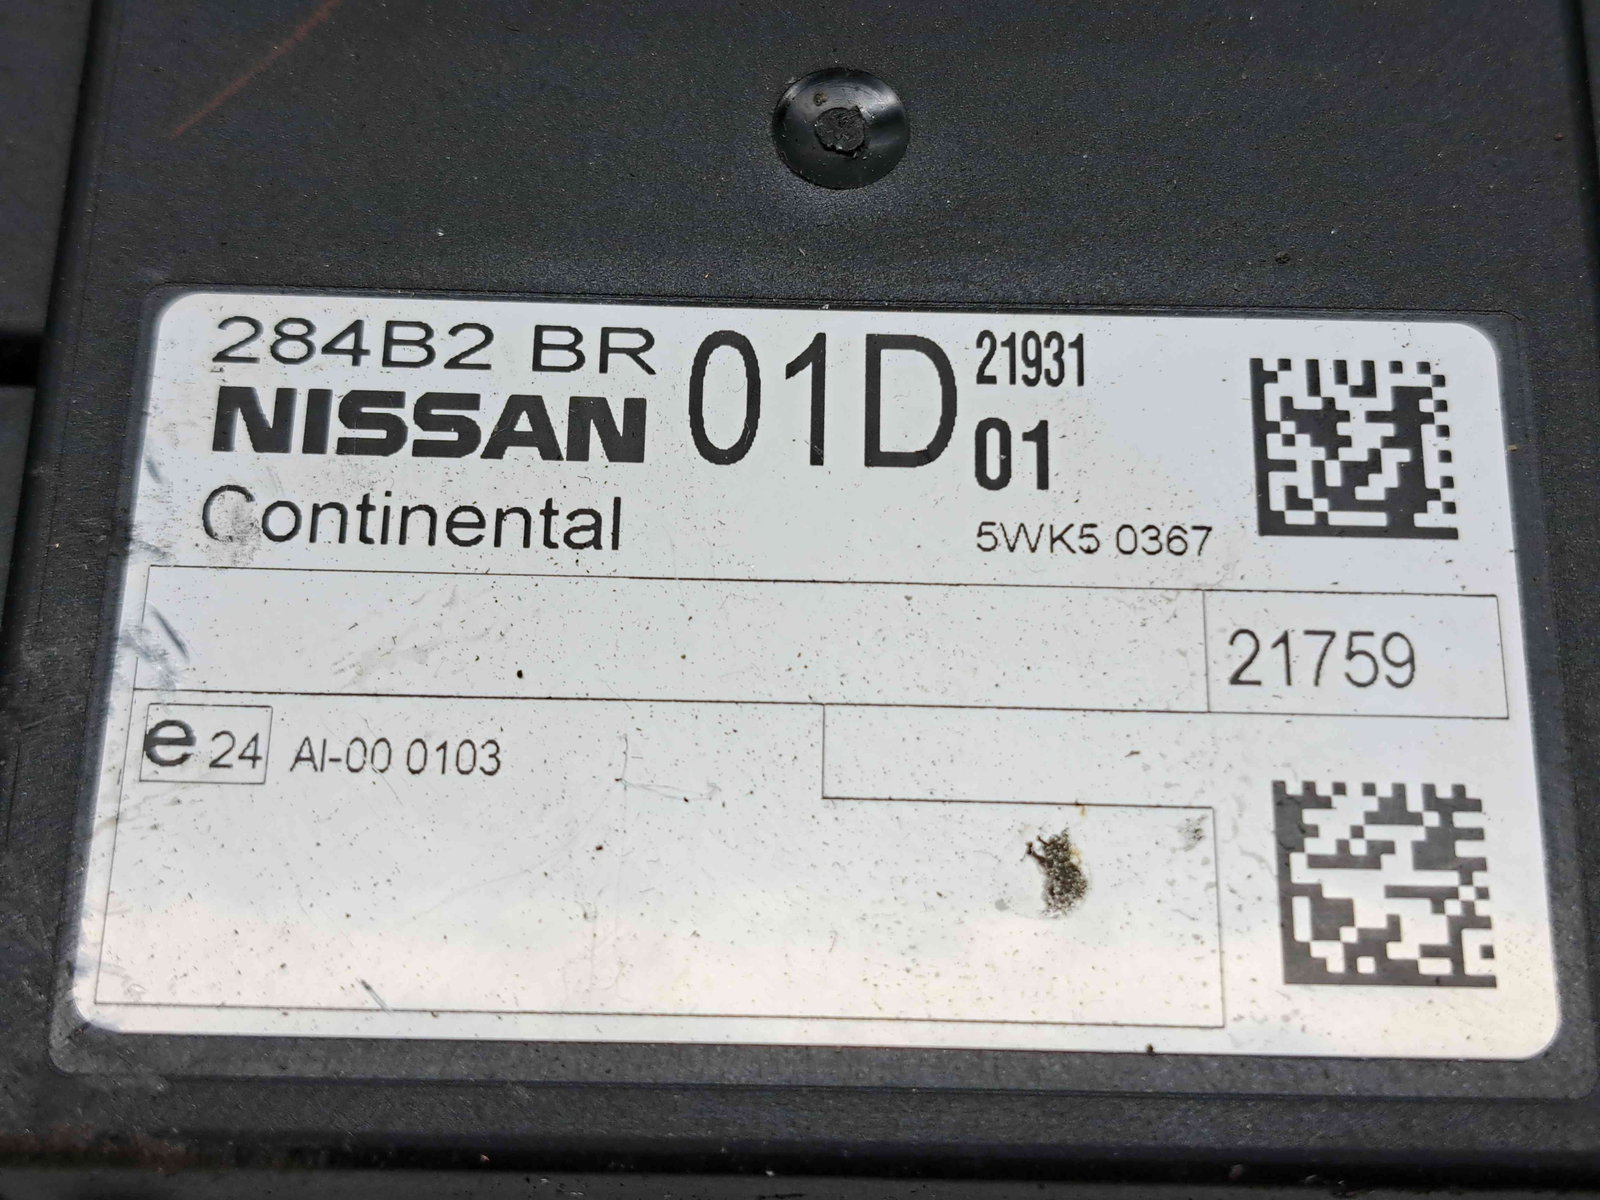 284B2 BR 01D 21931
NISSAN 01
Continental 5WK5 0367
21759
e 24 AI-00 0103